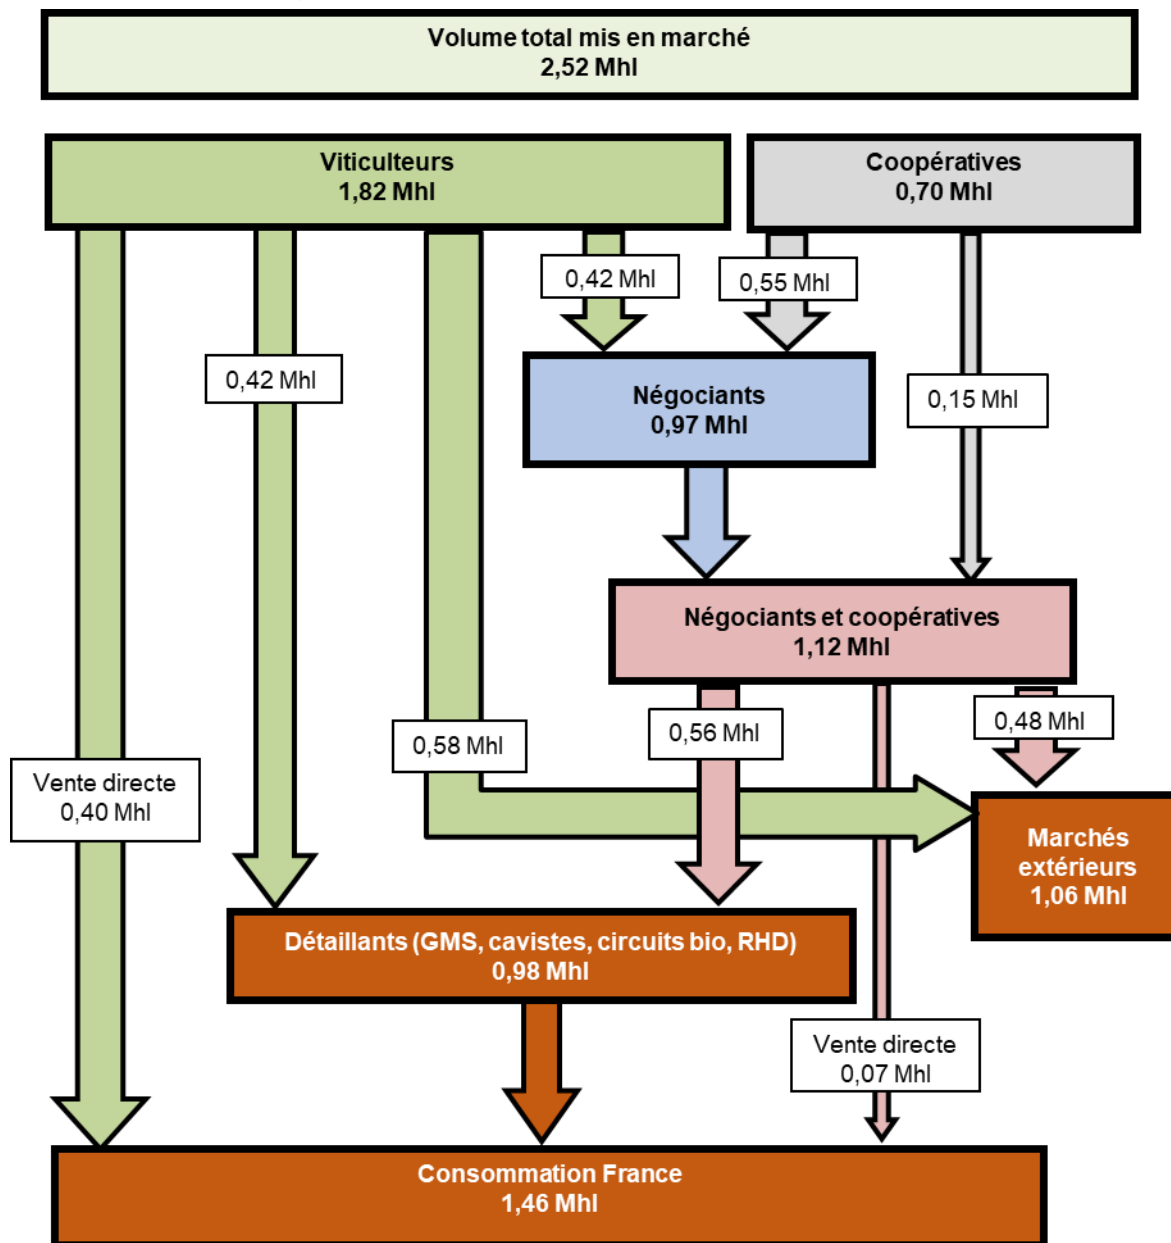 Volume total mis en marché
2,52 Mhl
Viticulteurs
1,82 Mhl
Coopératives
0,70 Mhl
0,42 Mhl
0,55 Mhl
0,42 Mhl
Négociants
0,97 Mhl
0,15 Mhl
Négociants et coopératives
1,12 Mhl
0,58 Mhl
0,56 Mhl
0,48 Mhl
Vente directe
0,40 Mhl
Marchés
extérieurs
1,06 Mhl
Détaillants (GMS, cavistes, circuits bio, RHD)
0,98 Mhl
Vente directe
0,07 Mhl
Consommation France
1,46 Mhl